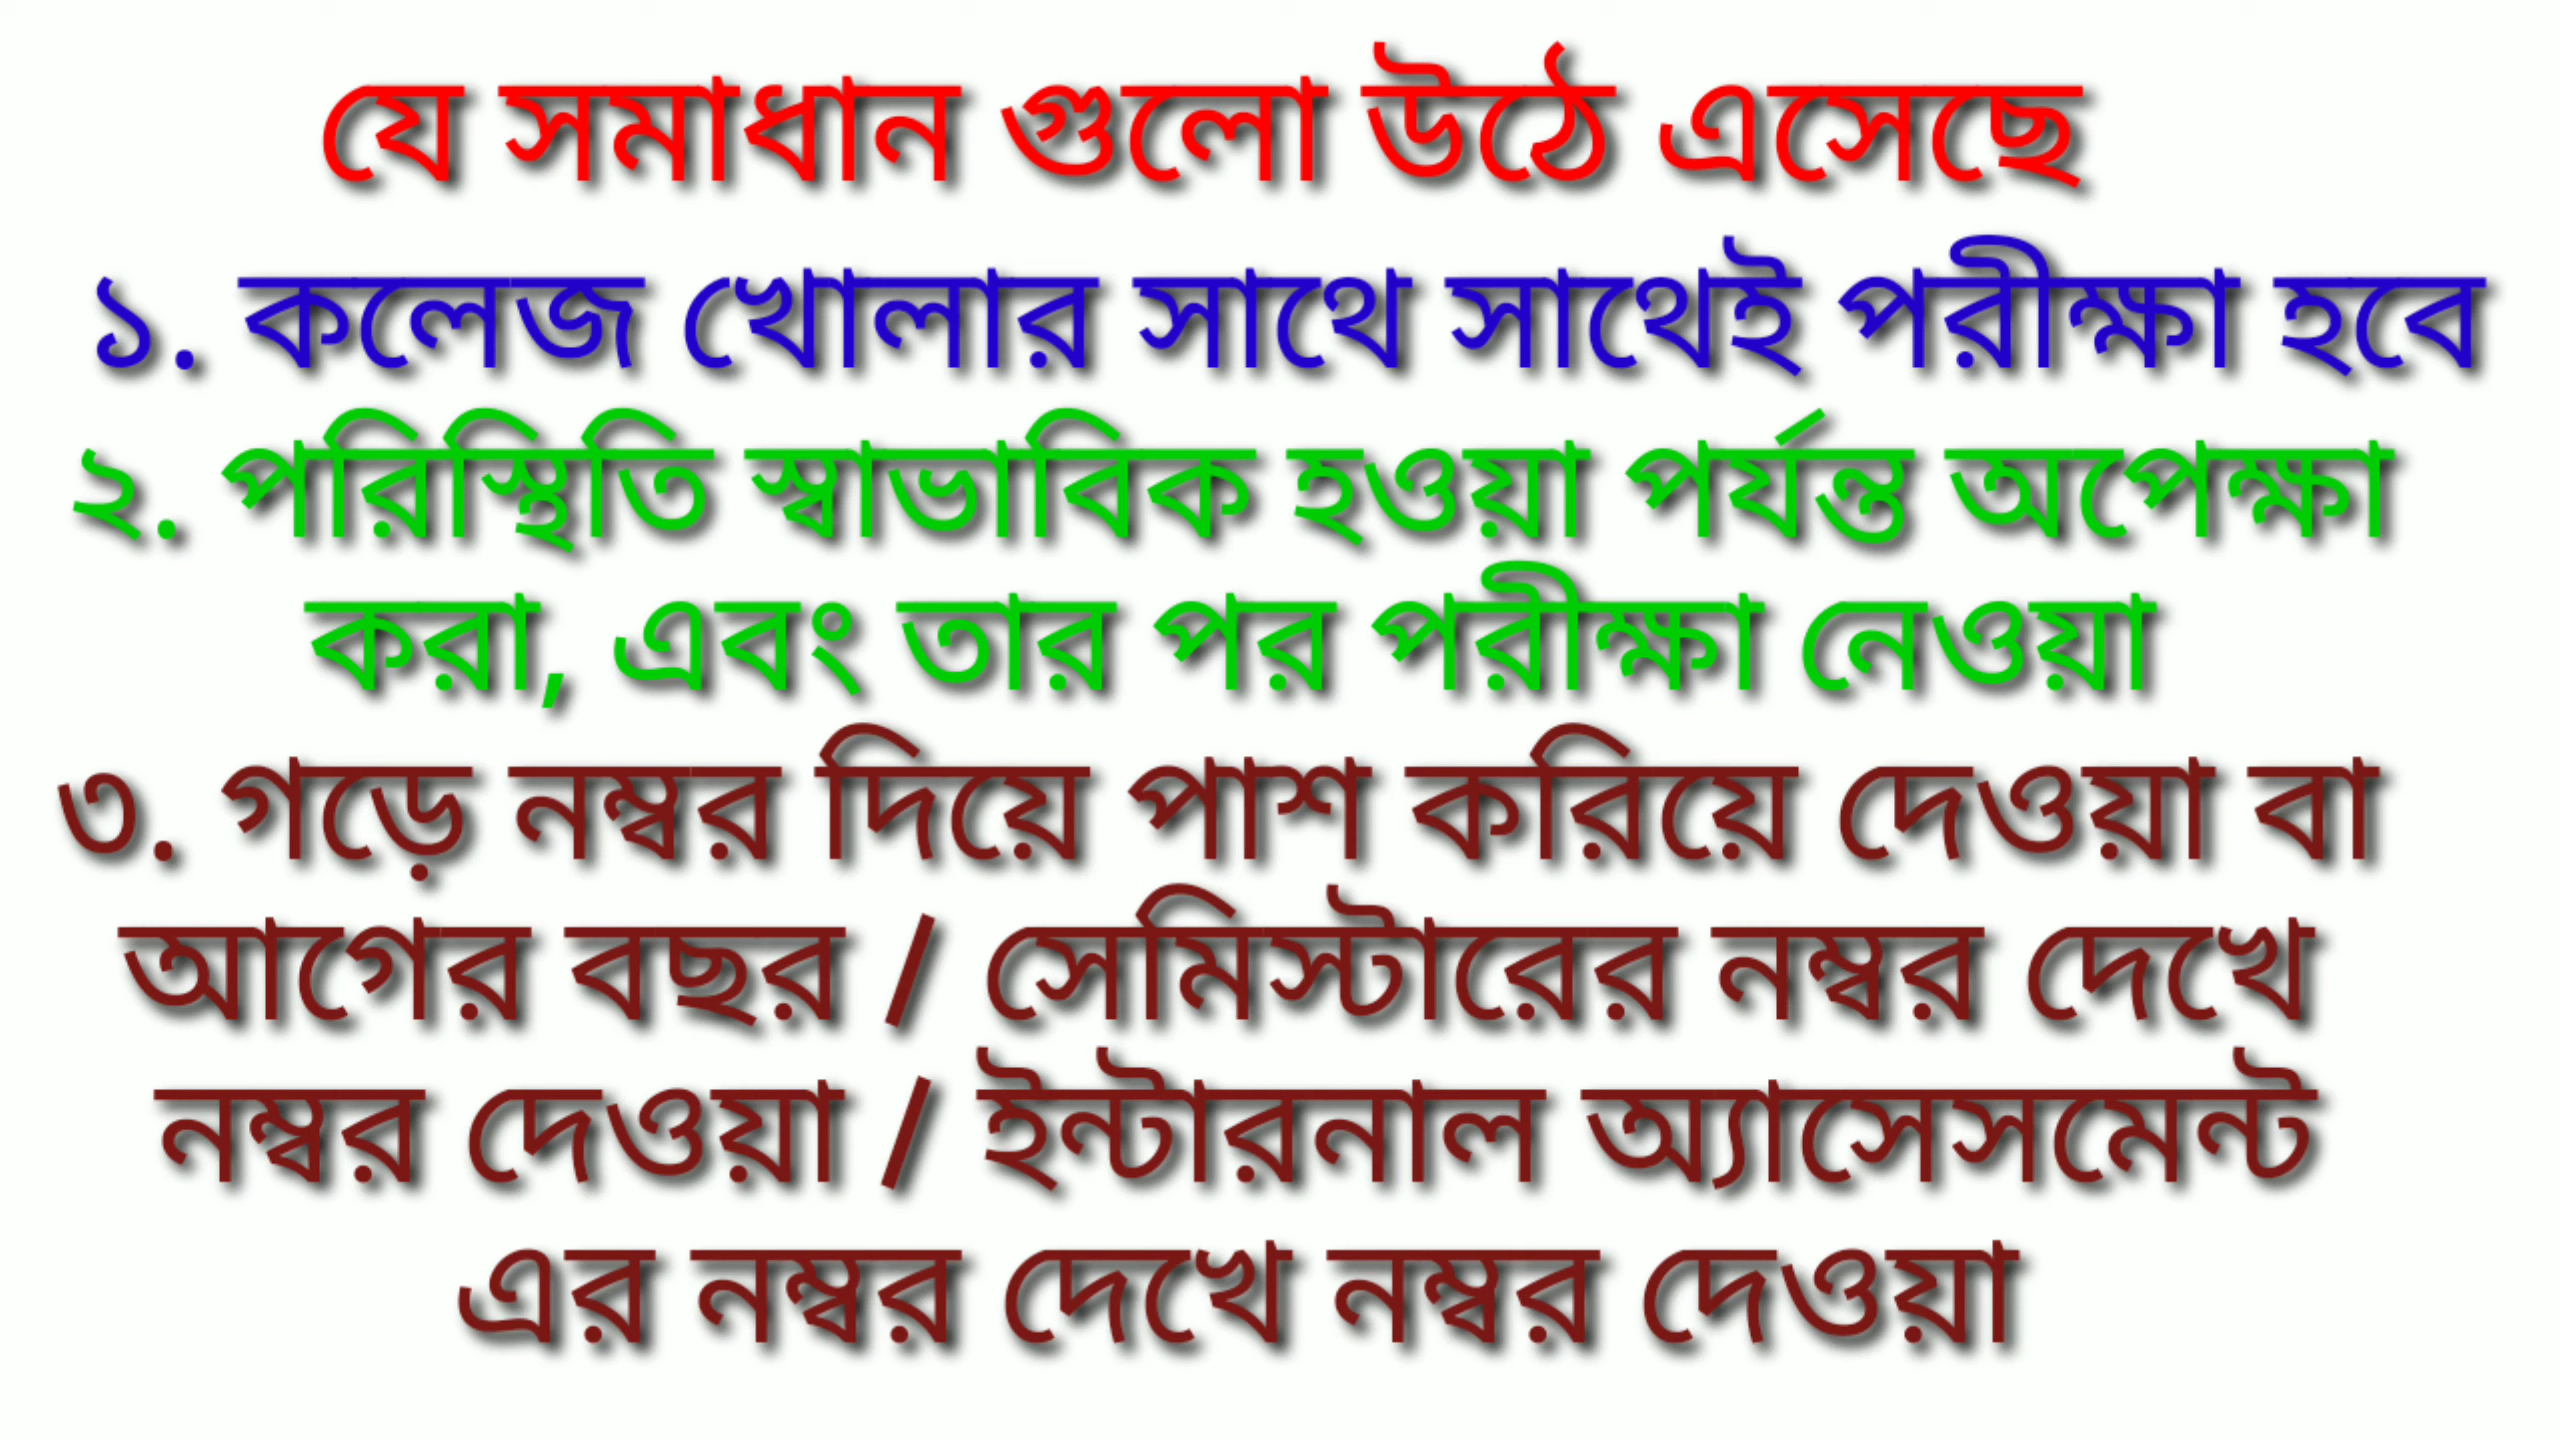 যে সমাধান গুলো উঠে এসেছে
১. কলেজ খোলার সাথে সাথেই পরীক্ষা হবে
২. পরিস্থিতি স্বাভাবিক হওয়া পর্যন্ত অপেক্ষা
করা, এবং তার পর পরীক্ষা নেওয়া
৩. গড়ে নম্বর দিয়ে পাশ করিয়ে দেওয়া বা
আগের বছর / সেমিস্টারের নম্বর দেখে
নম্বর দেওয়া / ইন্টারনাল অ্যাসেসমেন্ট
এর নম্বর দেখে নম্বর দেওয়া